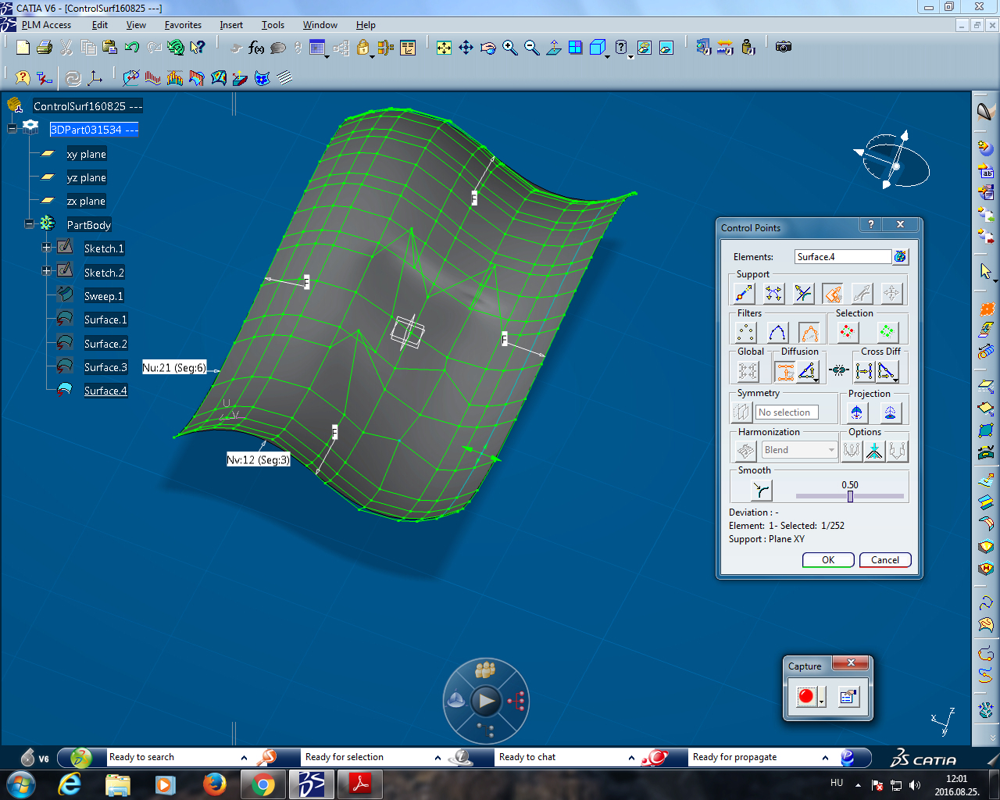 CATIA V6 - [ControlSurf160825 ---]
PLM Access Edit View Favorites Insert Tools Window Help
ControlSurf160825 ---
3DPart031534 ---
xy plane
yz plane
zx plane
PartBody
Sketch.1
Sketch.2
Sweep.1
Surface.1
Surface.2
Surface.3
Surface.4
Nu:21 (Seg:6)
Nv:12 (Seg:3)
U
V
F
F
F
F
Control Points
Elements: Surface.4
Support
Filters Selection
Global Diffusion Cross Diff
Symmetry Projection
No selection
Harmonization Options
Blend
Smooth
0.50
Deviation : -
Element: 1- Selected: 1/252
Support : Plane XY
OK Cancel
Capture
x z
y
V6 Ready to search Ready for selection Ready to chat Ready for propagate CATIA
HU 12:01
2016.08.25.